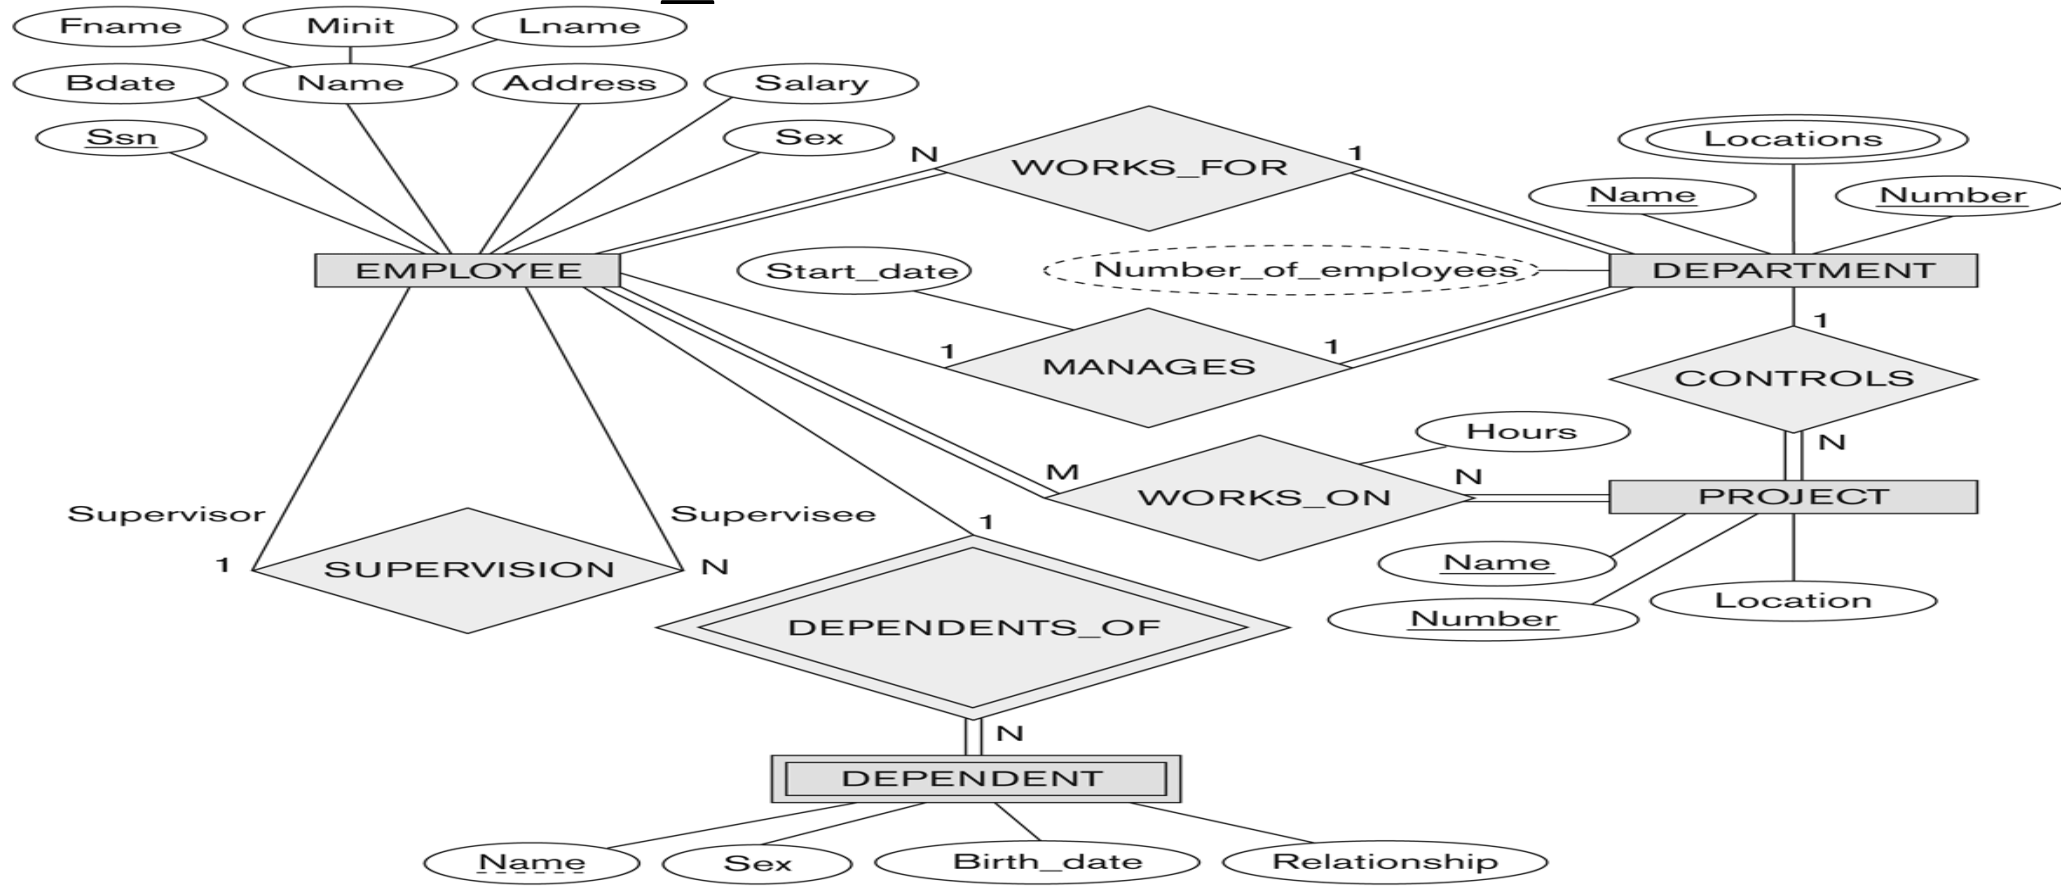 Fname Minit Lname
Bdate Name Address Salary
Ssn Sex
N WORKS_FOR 1
Locations
Name Number
EMPLOYEE
Start_date
Number_of_employees
DEPARTMENT
1 MANAGES 1
1
CONTROLS
N
Hours
M WORKS_ON N
PROJECT
Name
Number
Location
Supervisor Supervisee
1 SUPERVISION N
1
DEPENDENTS_OF
N
DEPENDENT
Name Sex Birth_date Relationship